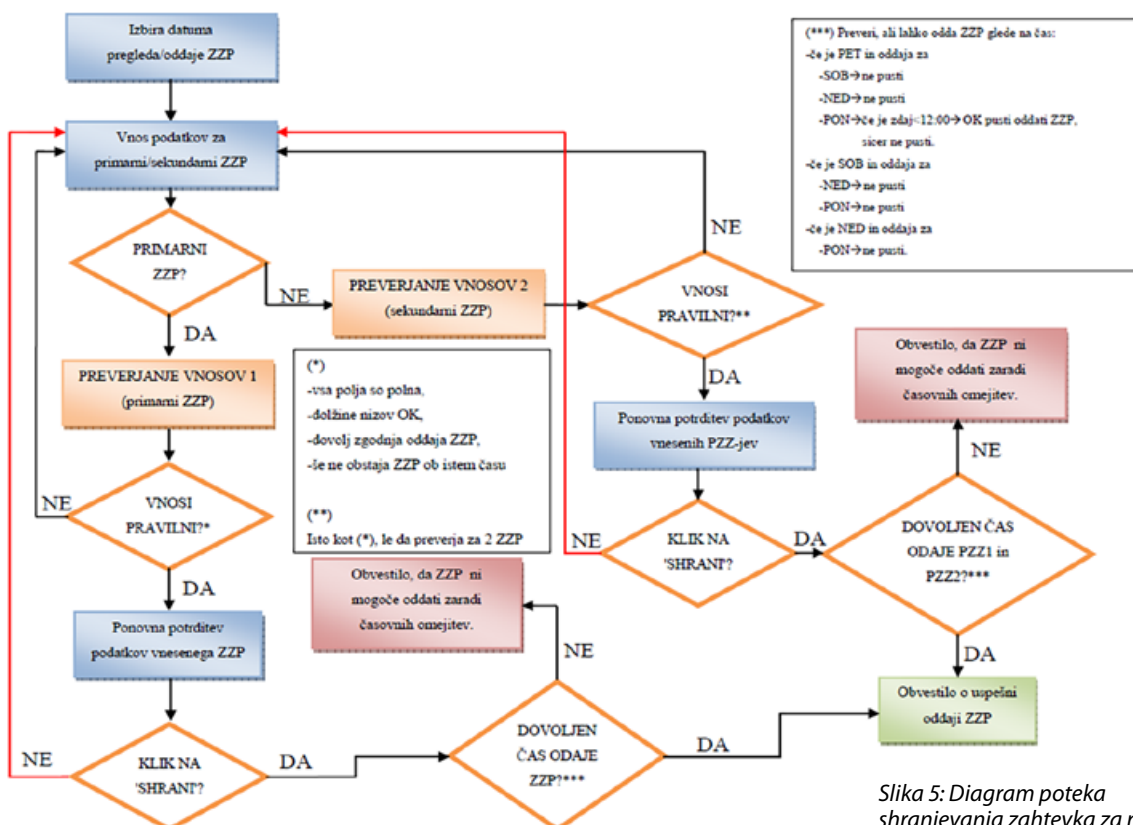 Izbira datuma
pregleda/oddaje ZZP
Vnos podatkov za
primarni/sekundarni ZZP
PRIMARNI
ZZP?
NE
DA
PREVERJANJE VNOSOV 1
(primarni ZZP)
VNOSI
PRAVILNI?*
NE
DA
Ponovna potrditev
podatkov vnesenega ZZP
KLIK NA
'SHRANI'?
NE
DA
PREVERJANJE VNOSOV 2
(sekundarni ZZP)
VNOSI
PRAVILNI?**
NE
DA
(*)
-vsa polja so polna,
-dolžine nizov OK,
-dovolj zgodnja oddaja ZZP,
-še ne obstaja ZZP ob istem času
(**)
Isto kot (*), le da preverja za 2 ZZP
Ponovna potrditev podatkov
vnesenih PZZ-jev
KLIK NA
'SHRANI'?
NE
DA
DOVOLJEN ČAS
ODAJE PZZ1 in
PZZ2?***
NE
DA
Obvestilo, da ZZP ni
mogoče oddati zaradi
časovnih omejitev.
Obvestilo, da ZZP ni
mogoče oddati zaradi
časovnih omejitev.
NE
DOVOLJEN
ČAS ODAJE
ZZP?***
DA
Obvestilo o uspešni
oddaji ZZP
(***) Preveri, ali lahko odda ZZP glede na čas:
-če je PET in oddaja za
-SOB→ne pusti
-NED→ne pusti
-PON→če je zdaj<12:00→OK pusti oddati ZZP,
sicer ne pusti.
-če je SOB in oddaja za
-NED→ne pusti
-PON→ne pusti
-če je NED in oddaja za
-PON→ne pusti.
Slika 5: Diagram poteka
shranjevanja zahtevka za